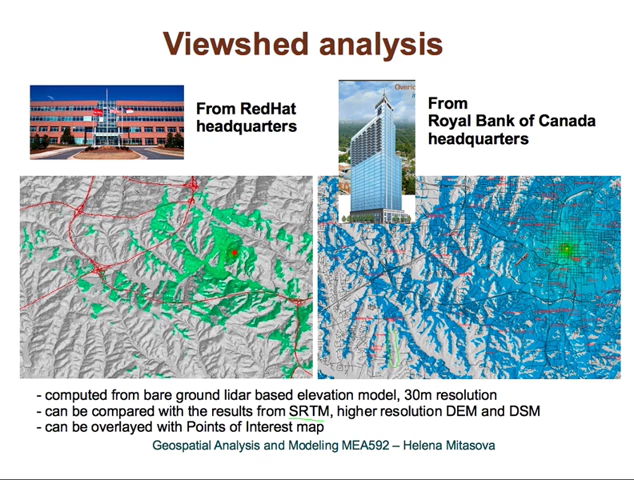 Viewshed analysis
From RedHat
headquarters
From
Royal Bank of Canada
headquarters
- computed from bare ground lidar based elevation model, 30m resolution
- can be compared with the results from SRTM, higher resolution DEM and DSM
- can be overlayed with Points of Interest map
Geospatial Analysis and Modeling MEA592 – Helena Mitasova